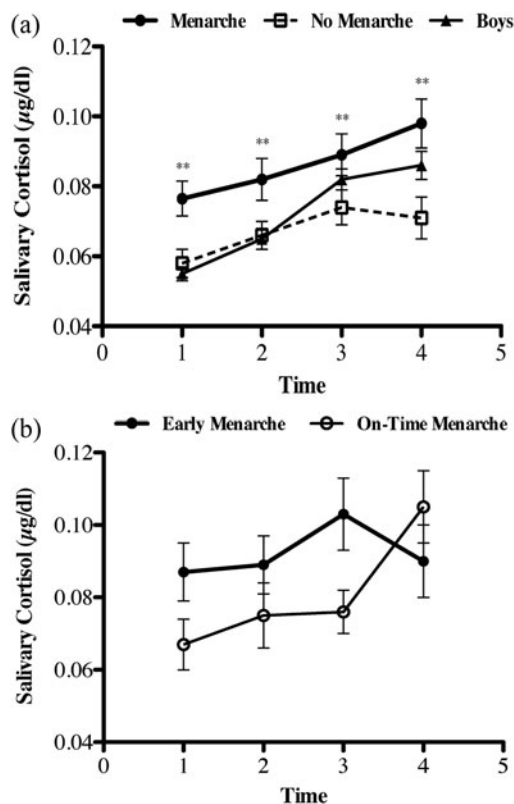 (a)
Menarche No Menarche Boys
Salivary Cortisol (µg/dl)
0.12
0.10
0.08
0.06
0.04
** ** ** **
0 1 2 3 4 5
Time
(b)
Early Menarche On-Time Menarche
Salivary Cortisol (µg/dl)
0.12
0.10
0.08
0.06
0.04
0 1 2 3 4 5
Time